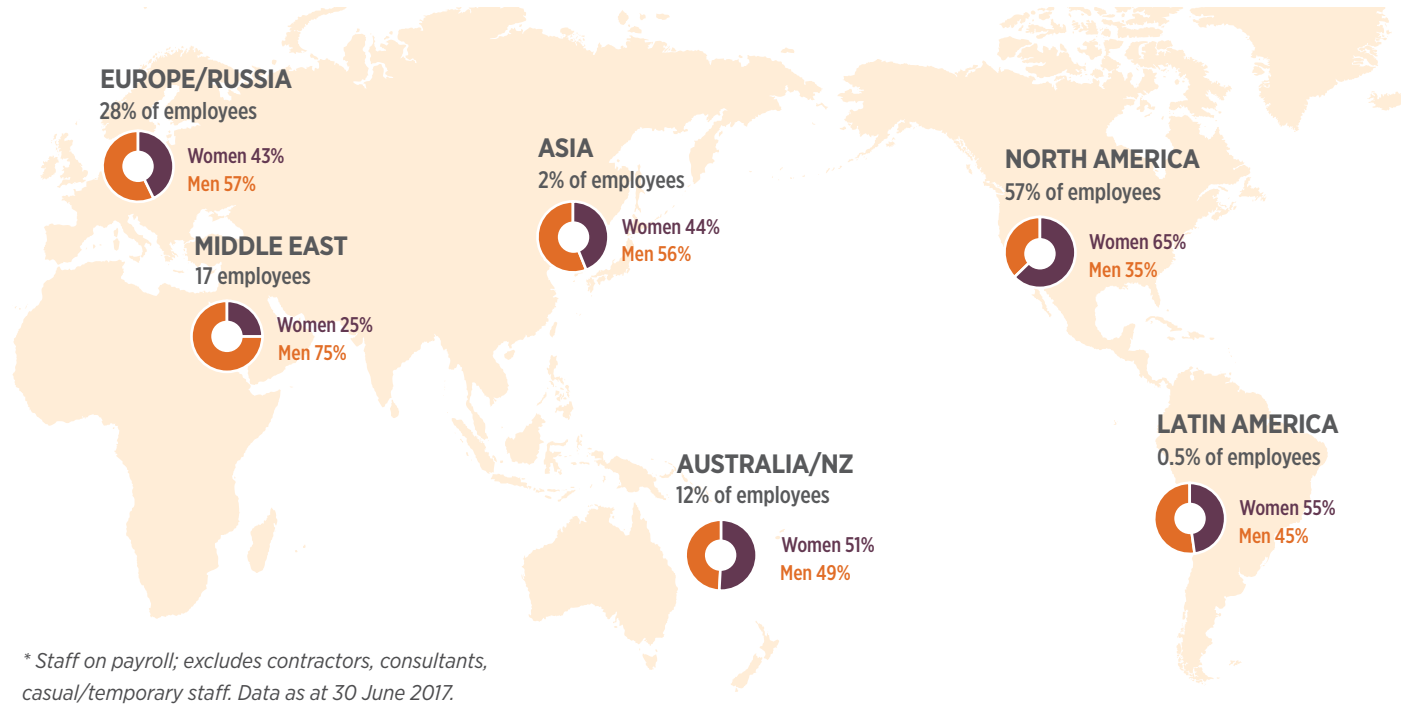 EUROPE/RUSSIA
28% of employees
Women 43%
Men 57%
MIDDLE EAST
17 employees
Women 25%
Men 75%
ASIA
2% of employees
Women 44%
Men 56%
AUSTRALIA/NZ
12% of employees
Women 51%
Men 49%
NORTH AMERICA
57% of employees
Women 65%
Men 35%
LATIN AMERICA
0.5% of employees
Women 55%
Men 45%
* Staff on payroll; excludes contractors, consultants,
casual/temporary staff. Data as at 30 June 2017.